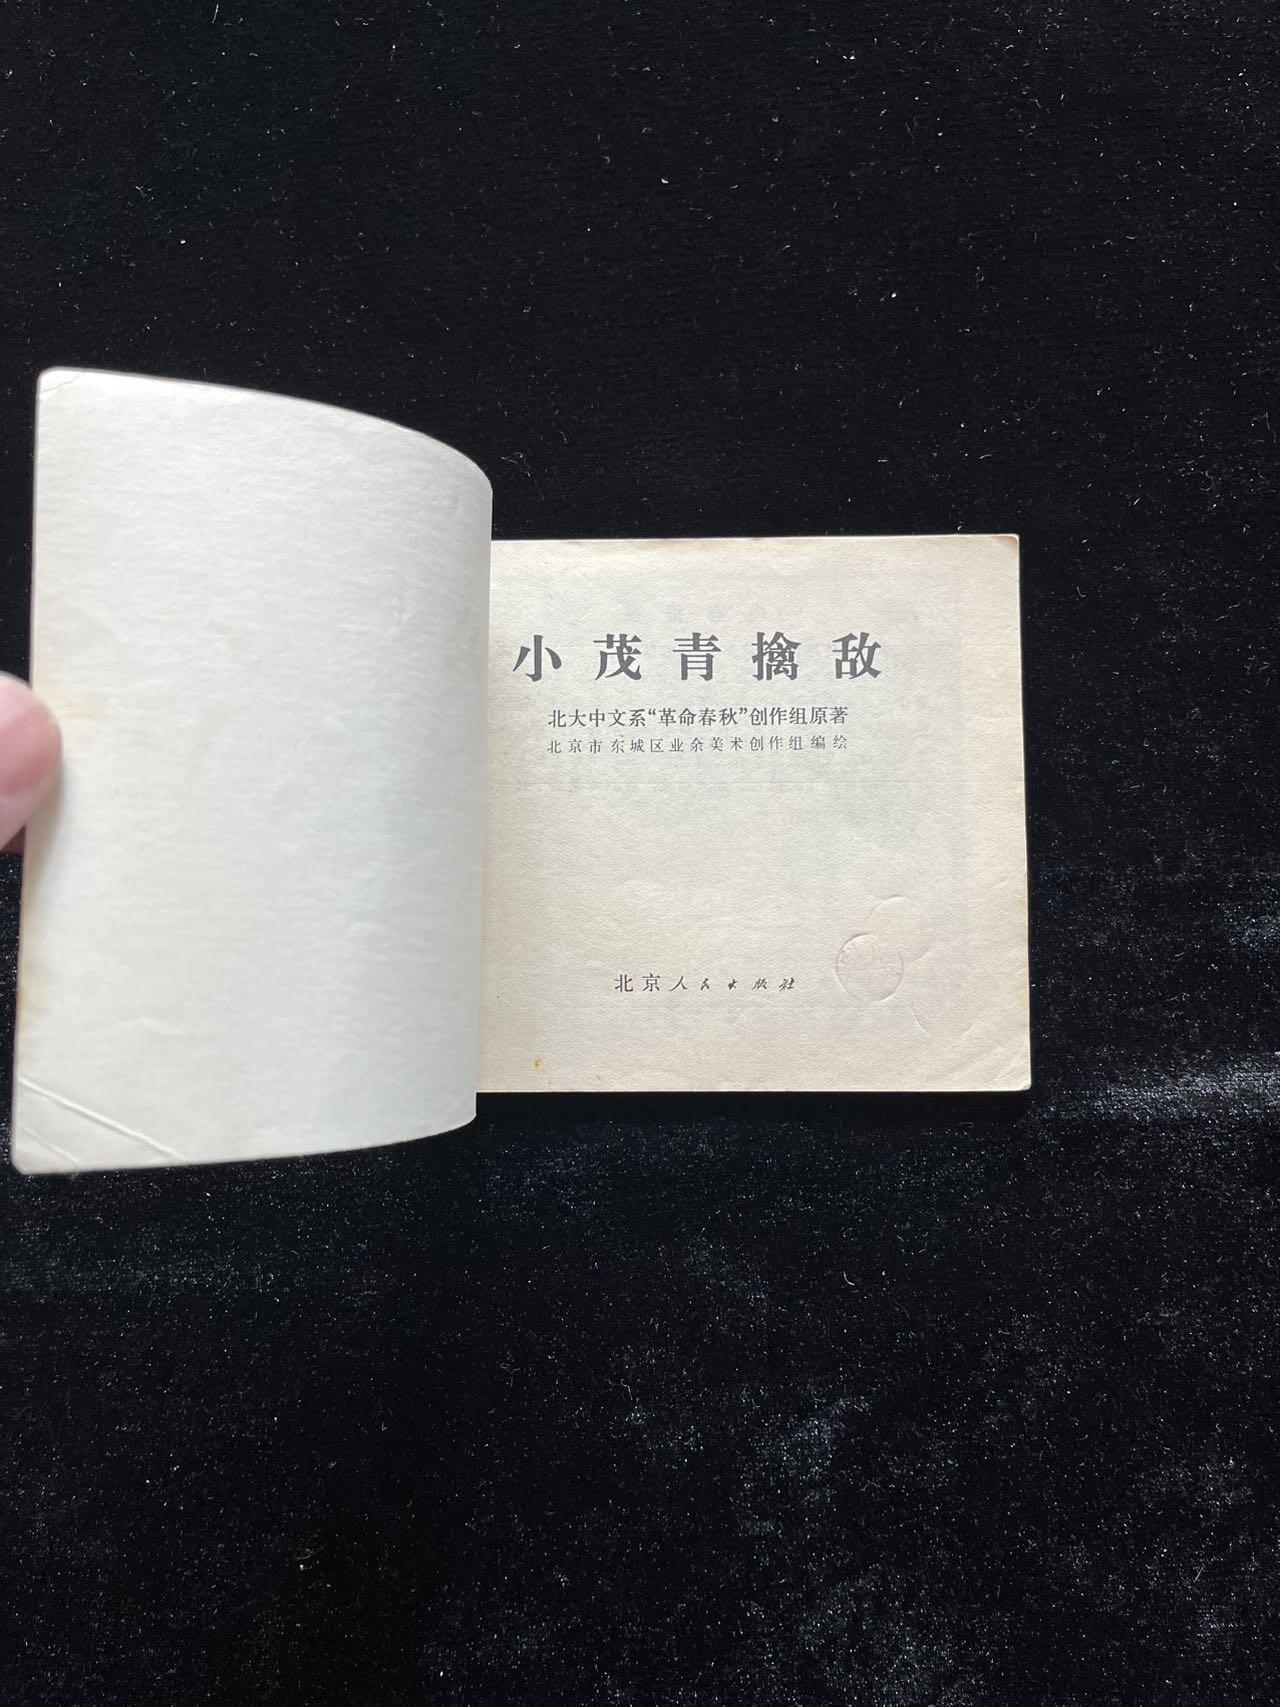 小茂青擒敌
北大中文系“革命春秋”创作组原著
北京市东城区业余美术创作组编绘
北京人民出版社